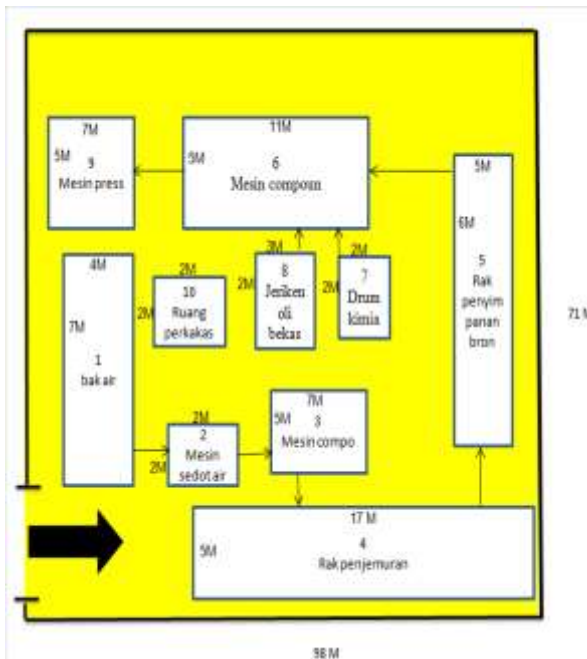 7M
5M
9
Mesin press
11M
5M
6
Mesin compoun
5M
6M
5
Rak
penyim
panan
bron
71 M
4M
7M
1
bak air
2M
2M
10
Ruang
perkakas
3M
2M
8
Jeriken
oli
bekas
2M
2M
7
Drum
kimia
2M
2M
2
Mesin
sedot air
7M
5M
3
Mesin compo
17 M
5M
4
Rak penjemuran
98 M